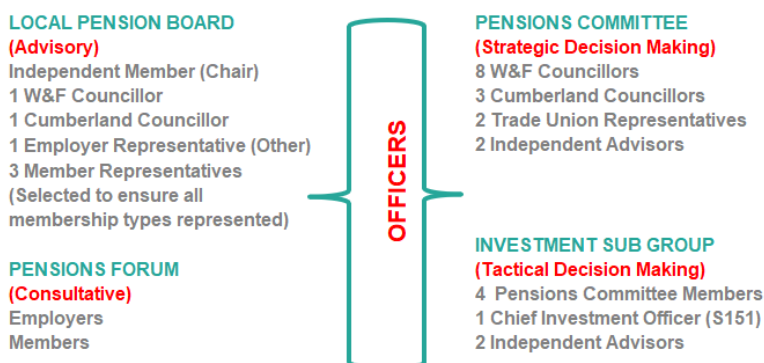 LOCAL PENSION BOARD
(Advisory)
Independent Member (Chair)
1 W&F Councillor
1 Cumberland Councillor
1 Employer Representative (Other)
3 Member Representatives
(Selected to ensure all
membership types represented)
PENSIONS FORUM
(Consultative)
Employers
Members
OFFICERS
PENSIONS COMMITTEE
(Strategic Decision Making)
8 W&F Councillors
3 Cumberland Councillors
2 Trade Union Representatives
2 Independent Advisors
INVESTMENT SUB GROUP
(Tactical Decision Making)
4 Pensions Committee Members
1 Chief Investment Officer (S151)
2 Independent Advisors